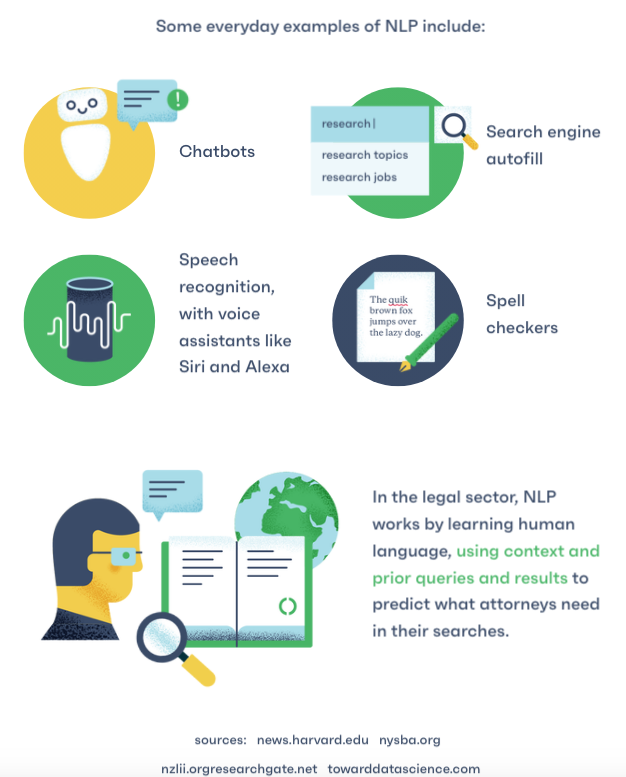 Some everyday examples of NLP include:
Chatbots
research|
research topics
research jobs
Search engine
autofill
Speech
recognition,
with voice
assistants like
Siri and Alexa
The quik
brown fox
jumps over
the lazy dog.
Spell
checkers
In the legal sector, NLP
works by learning human
language, using context and
prior queries and results to
predict what attorneys need
in their searches.
sources: news.harvard.edu nysba.org
nzlii.orgresearchgate.net towarddatascience.com